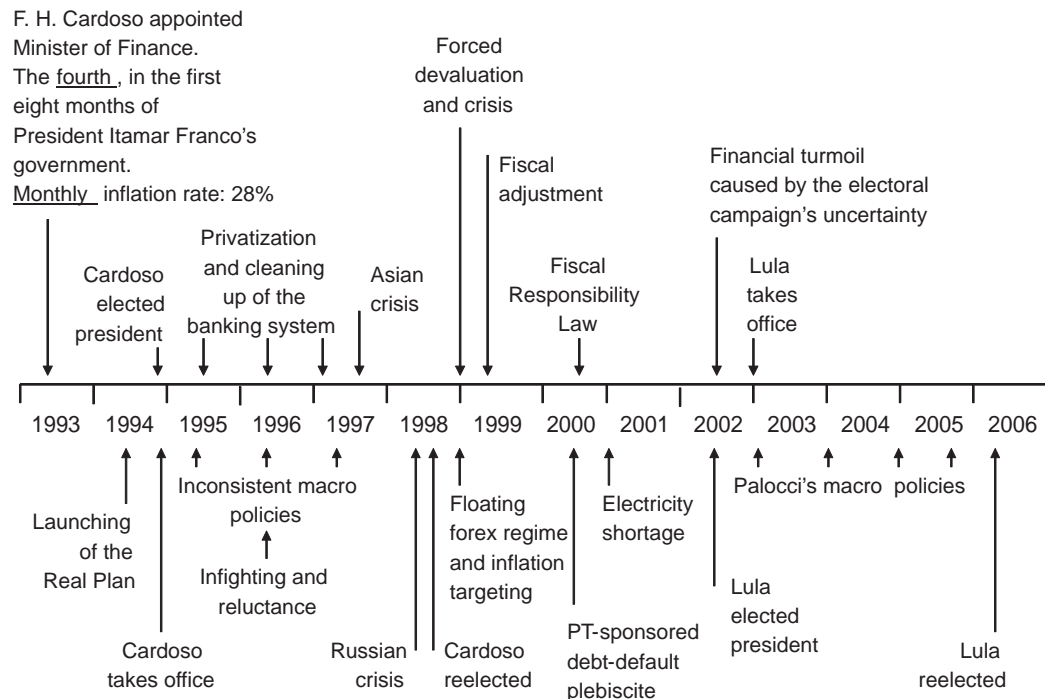 F. H. Cardoso appointed
Minister of Finance.
The fourth , in the first
eight months of
President Itamar Franco's
government.
Monthly inflation rate: 28%
Cardoso
elected
president
Privatization
and cleaning
up of the
banking system
Asian
crisis
Forced
devaluation
and crisis
Fiscal
adjustment
Fiscal
Responsibility
Law
Financial turmoil
caused by the electoral
campaign's uncertainty
Lula
takes
office
1993 1994 1995 1996 1997 1998 1999 2000 2001 2002 2003 2004 2005 2006
Launching
of the
Real Plan
Cardoso
takes office
Inconsistent macro
policies
Infighting and
reluctance
Russian
crisis
Cardoso
reelected
Floating
forex regime
and inflation
targeting
PT-sponsored
debt-default
plebiscite
Electricity
shortage
Lula
elected
president
Palocci's macro policies
Lula
reelected